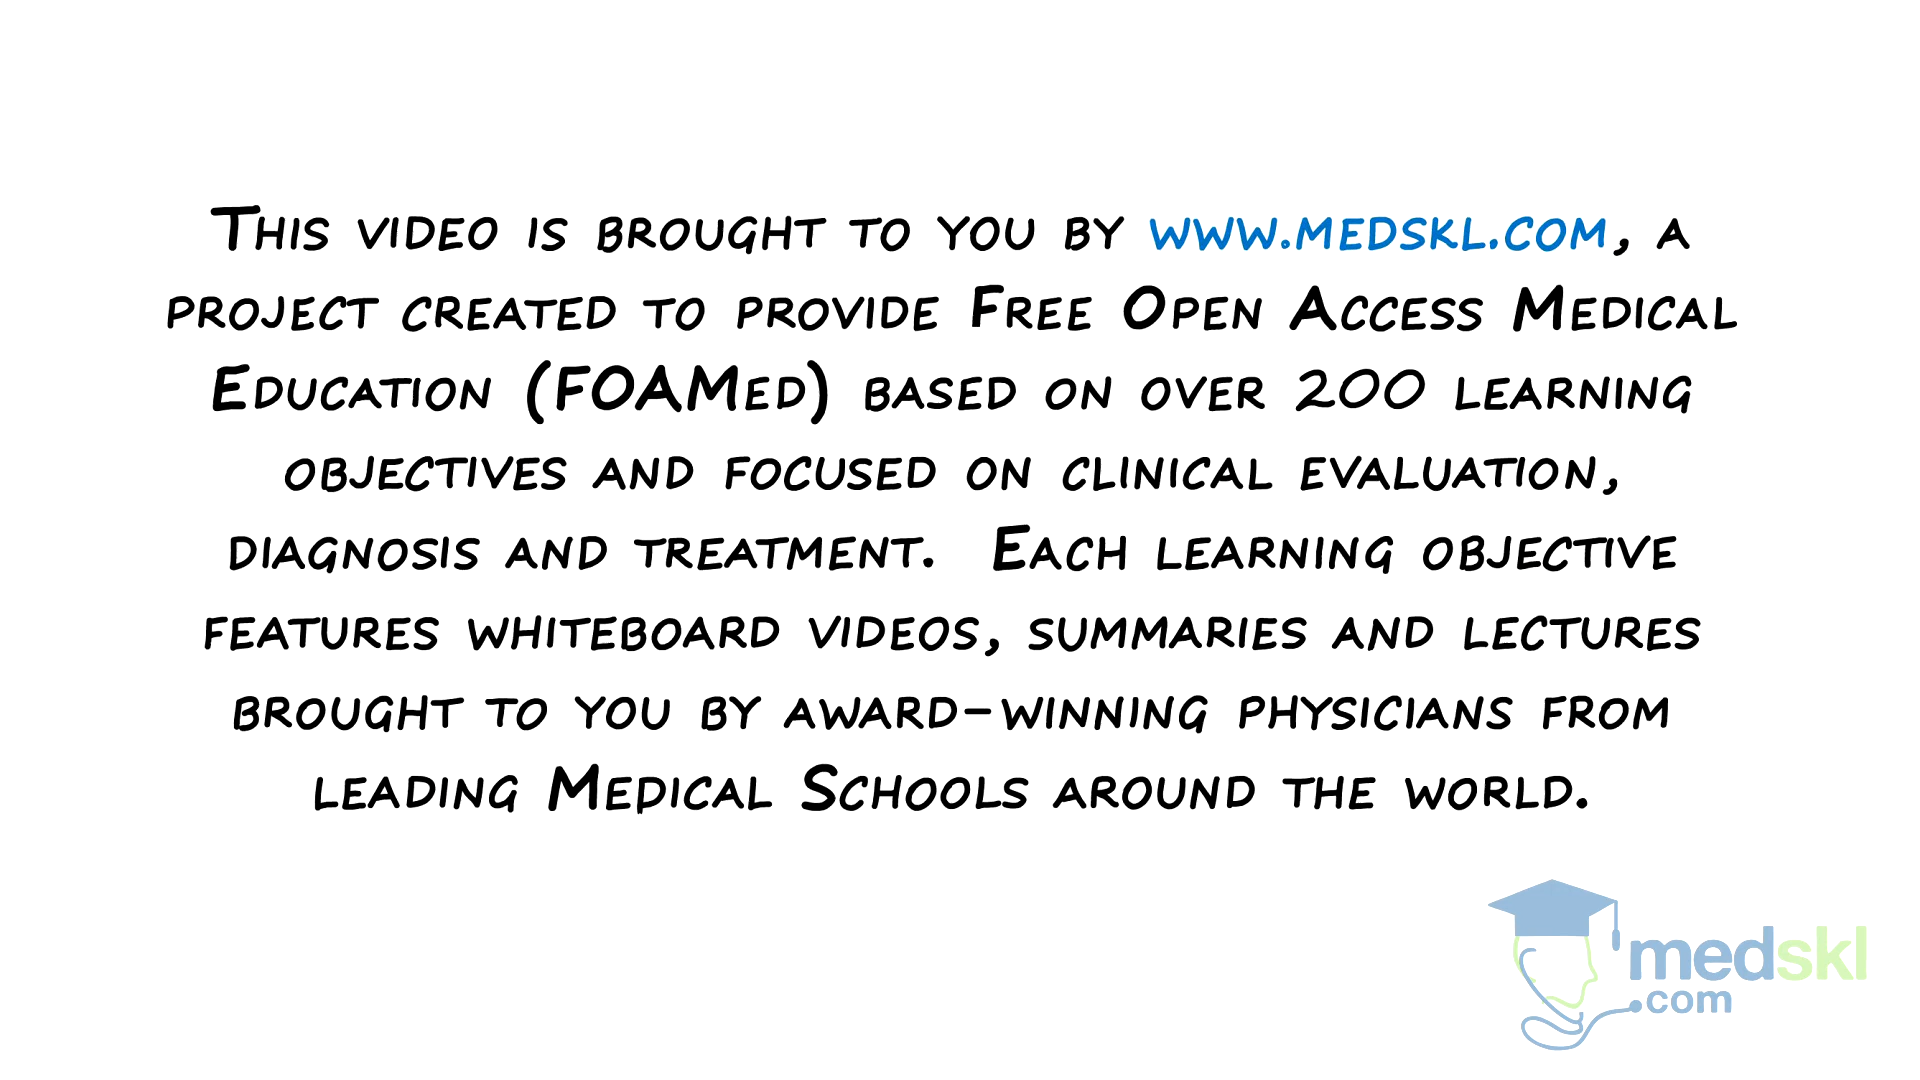 This video is brought to you by www.medskl.com, a
project created to provide Free Open Access Medical
Education (FOAMed) based on over 200 learning
objectives and focused on clinical evaluation,
diagnosis and treatment.  Each learning objective
features whiteboard videos, summaries and lectures
brought to you by award-winning physicians from
leading Medical Schools around the world.
medskl
.com